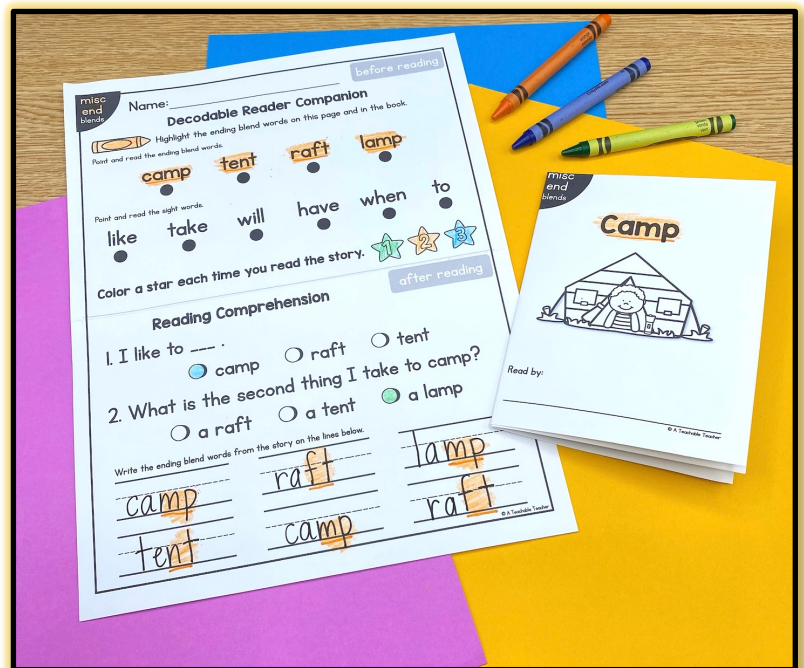 misc
end
blends
Name:
before reading
Decodable Reader Companion
Highlight the ending blend words on this page and in the book.
Point and read the ending blend words.
camp tent raft lamp
Point and read the sight words.
like take will have when to
Color a star each time you read the story. 1 2 3
after reading
Reading Comprehension
1. I like to ___ .
camp raft tent
2. What is the second thing I take to camp?
a raft a tent a lamp
Write the ending blend words from the story on the lines below.
camp raft lamp
tent camp raft
© A Teachable Teacher
misc
end
blends
Camp
Read by:
© A Teachable Teacher